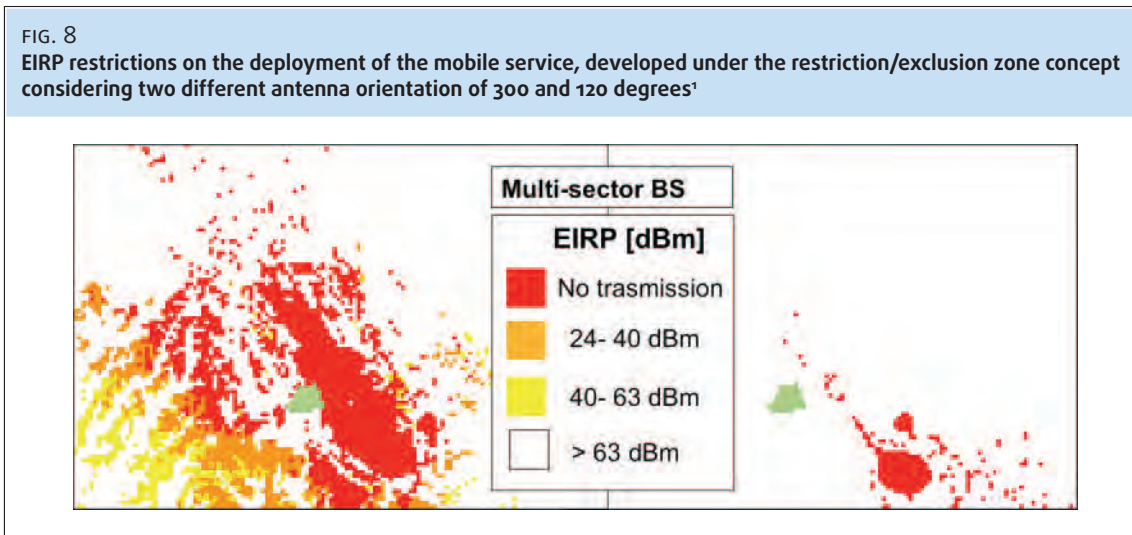 FIG. 8
EIRP restrictions on the deployment of the mobile service, developed under the restriction/exclusion zone concept
considering two different antenna orientation of 300 and 120 degrees¹
Multi-sector BS
EIRP [dBm]
No trasmission
24- 40 dBm
40- 63 dBm
> 63 dBm